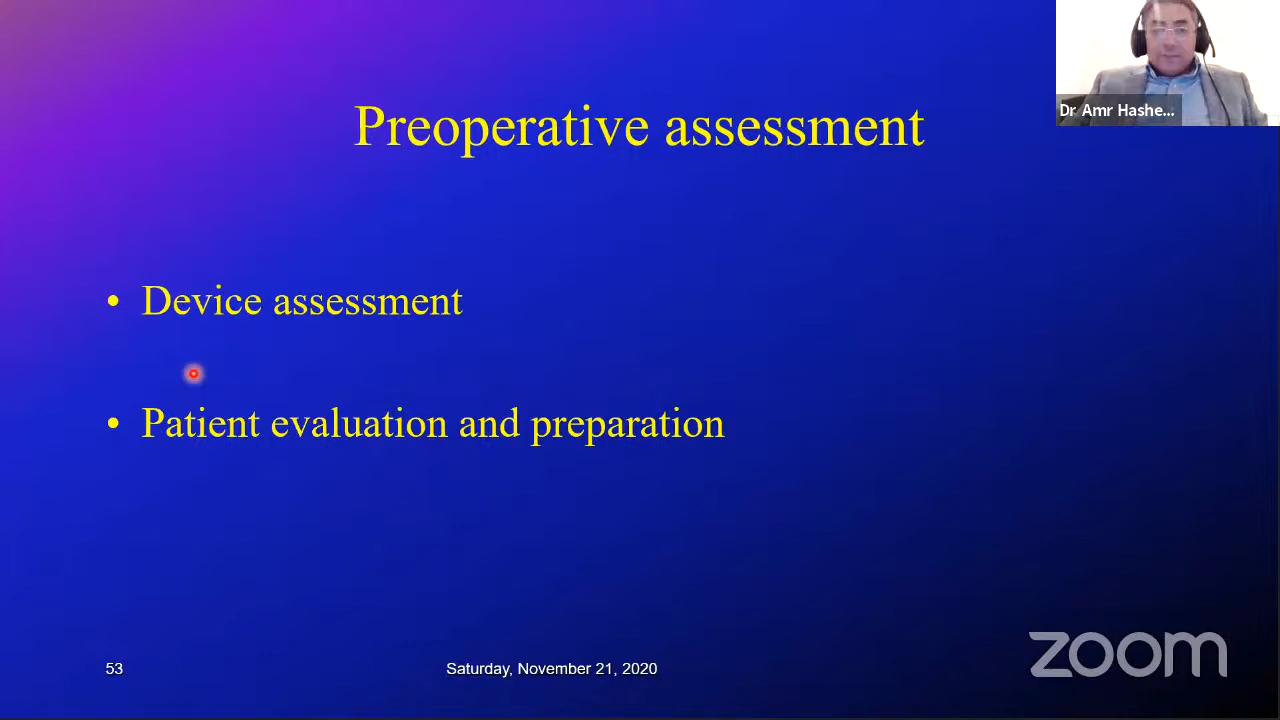 Dr Amr Hashe...
Preoperative assessment
• Device assessment
• Patient evaluation and preparation
53
Saturday, November 21, 2020
zoom